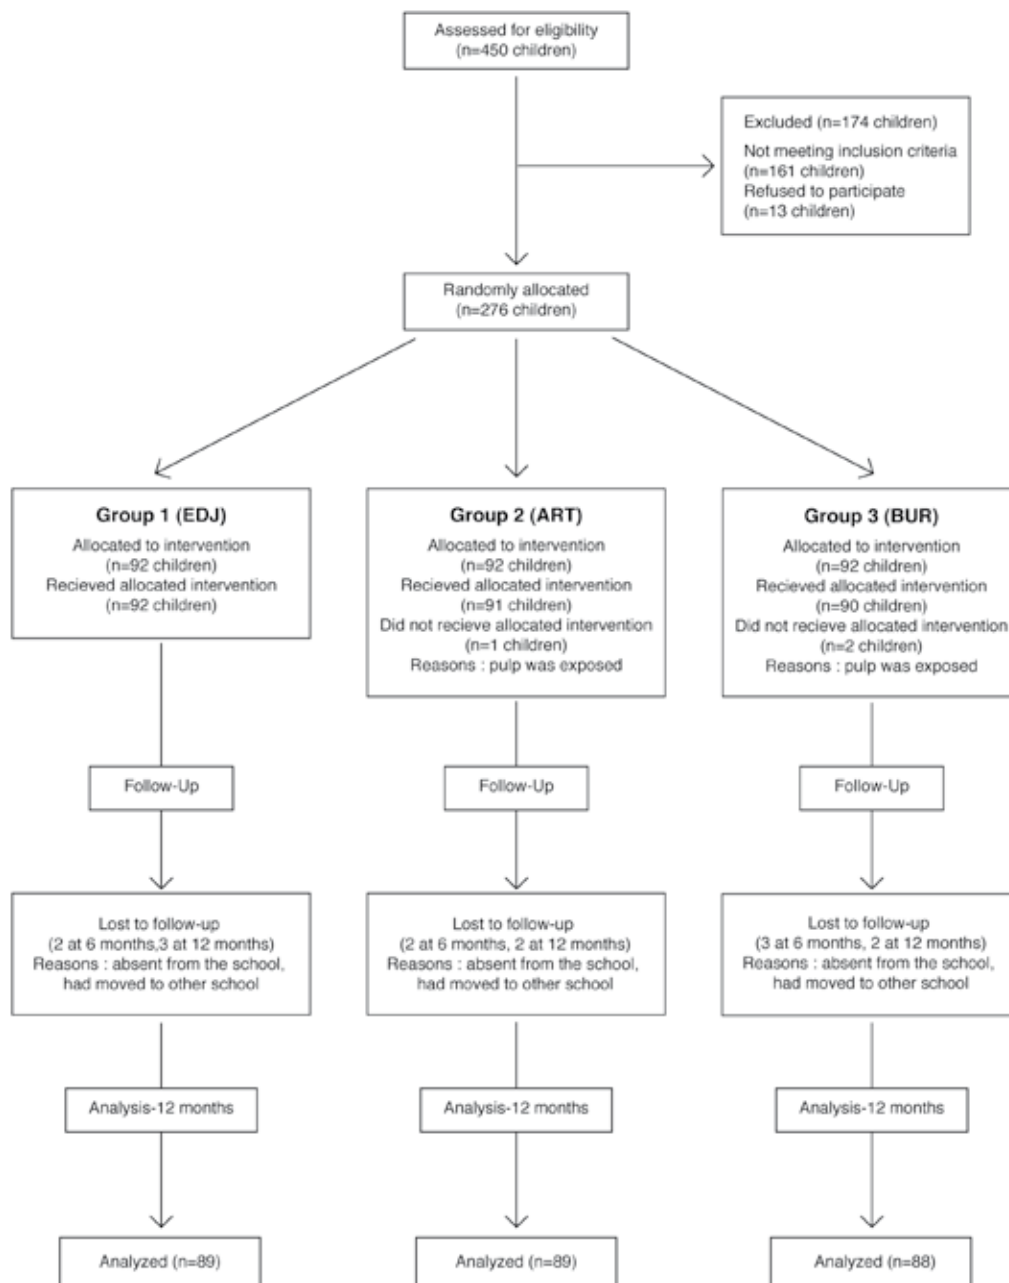 Assessed for eligibility
(n=450 children)
Excluded (n=174 children)
Not meeting inclusion criteria
(n=161 children)
Refused to participate
(n=13 children)
Randomly allocated
(n=276 children)
Group 1 (EDJ)
Allocated to intervention
(n=92 children)
Recieved allocated intervention
(n=92 children)
Group 2 (ART)
Allocated to intervention
(n=92 children)
Recieved allocated intervention
(n=91 children)
Did not recieve allocated intervention
(n=1 children)
Reasons : pulp was exposed
Group 3 (BUR)
Allocated to intervention
(n=92 children)
Recieved allocated intervention
(n=90 children)
Did not recieve allocated intervention
(n=2 children)
Reasons : pulp was exposed
Follow-Up
Follow-Up
Follow-Up
Lost to follow-up
(2 at 6 months,3 at 12 months)
Reasons : absent from the school,
had moved to other school
Lost to follow-up
(2 at 6 months, 2 at 12 months)
Reasons : absent from the school,
had moved to other school
Lost to follow-up
(3 at 6 months, 2 at 12 months)
Reasons : absent from the school,
had moved to other school
Analysis-12 months
Analysis-12 months
Analysis-12 months
Analyzed (n=89)
Analyzed (n=89)
Analyzed (n=88)